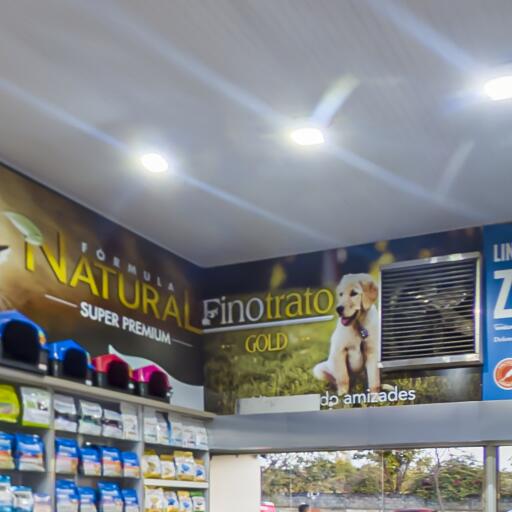 FÓRMULA
NATURAL
SUPER PREMIUM
Finotrato
GOLD
do amizades
LIN
Z